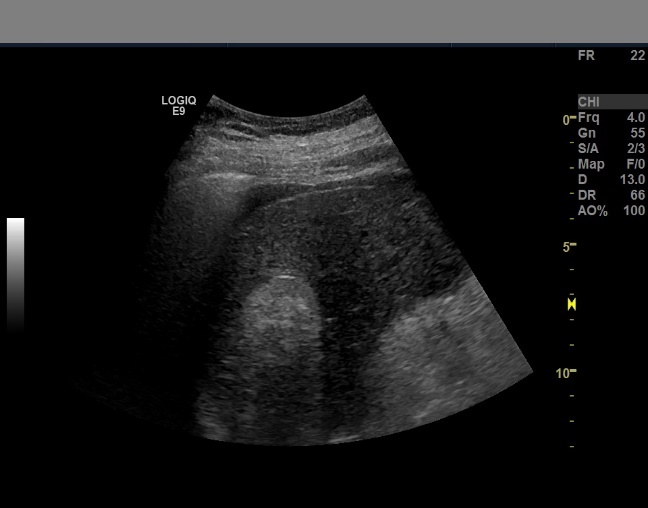 FR 22
LOGIQ
E9
CHI
0
Frq 4.0
Gn 55
S/A 2/3
Map F/0
D 13.0
DR 66
AO% 100
5
10